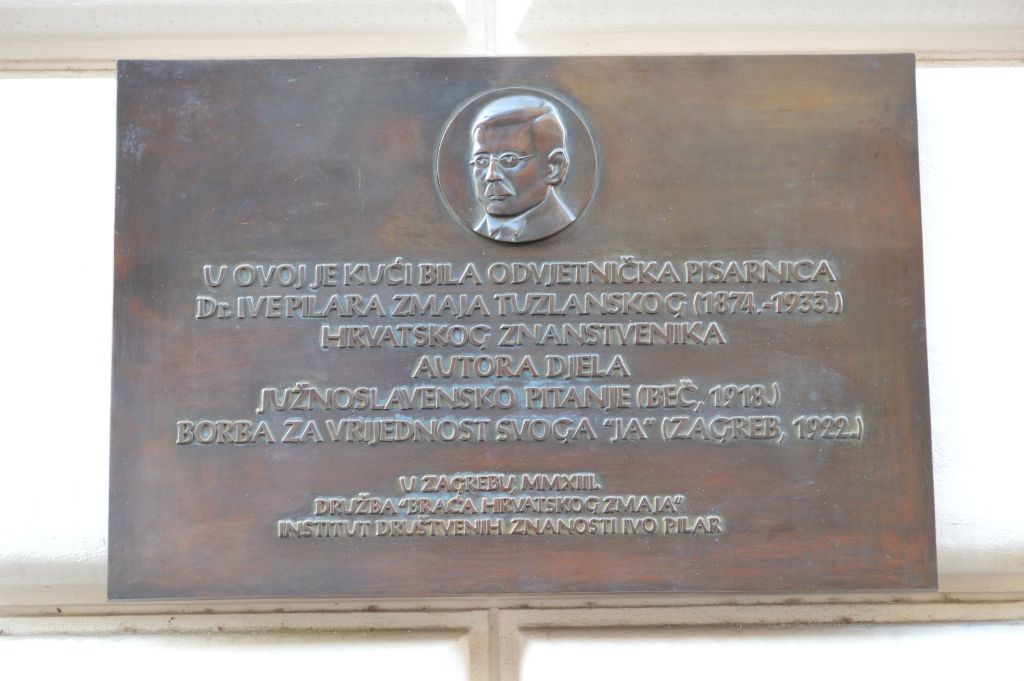 U OVOJ JE KUĆI BILA ODVJETNIČKA PISARNICA
Dr. IVE PILARA ZMAJA TUZLANSKOG (1874.-1933.)
HRVATSKOG ZNANSTVENIKA
AUTORA DJELA
JUŽNOSLAVENSKO PITANJE (BEČ, 1918.)
BORBA ZA VRIJEDNOST SVOGA "JA" (ZAGREB, 1922.)
U ZAGREBU, MMXIII.
DRUŽBA "BRAĆA HRVATSKOG ZMAJA"
INSTITUT DRUŠTVENIH ZNANOSTI IVO PILAR